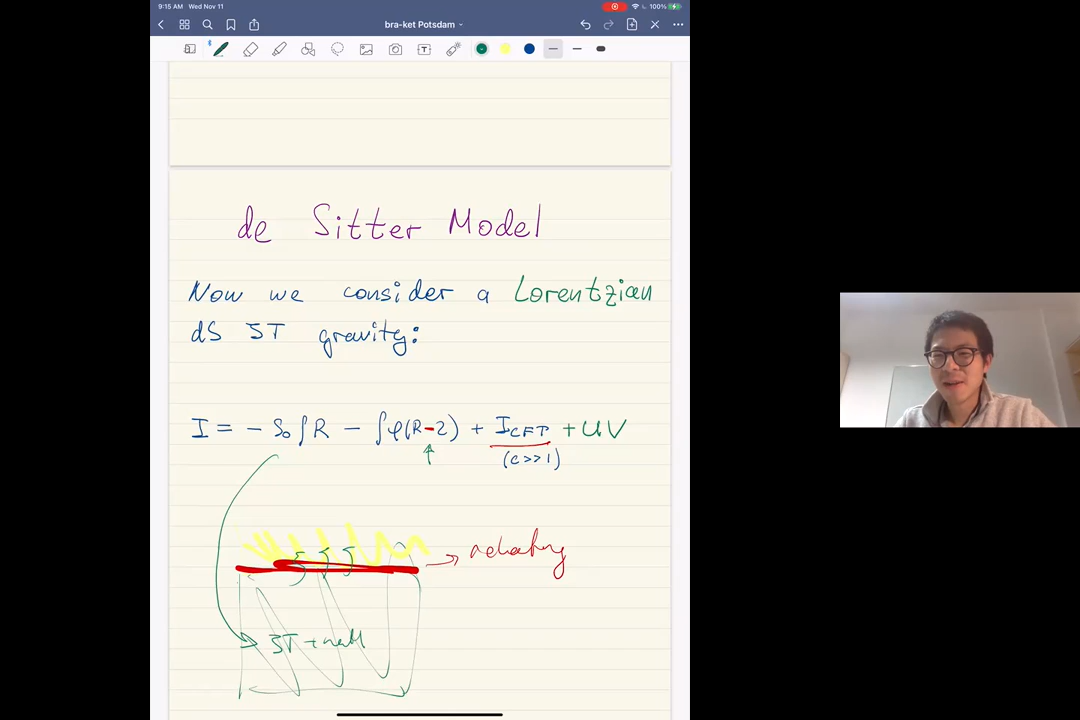 9:15 AM Wed Nov 11
100%
bra-ket Potsdam
de Sitter Model
Now we consider a Lorentzian
dS JT gravity:
I = - S₀ ∫ R - ∫ φ(R-2) + I_CFT + UV
(c>>1)
reheating
JT + matt